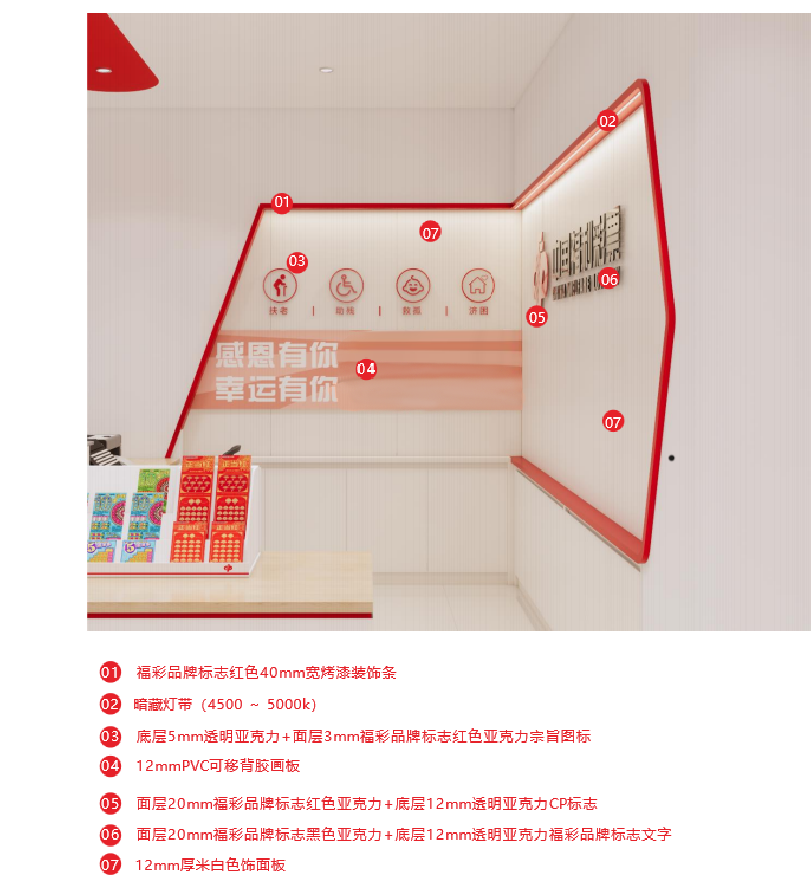 02
01
07
03
中国福利彩票
06
扶老 | 助残 | 救孤 | 济困
05
感恩有你
04
幸运有你
07
01 福彩品牌标志红色40mm宽烤漆装饰条
02 暗藏灯带（4500 ~ 5000k）
03 底层5mm透明亚克力+面层3mm福彩品牌标志红色亚克力宗旨图标
04 12mmPVC可移背胶画板
05 面层20mm福彩品牌标志红色亚克力+底层12mm透明亚克力CP标志
06 面层20mm福彩品牌标志黑色亚克力+底层12mm透明亚克力福彩品牌标志文字
07 12mm厚米白色饰面板